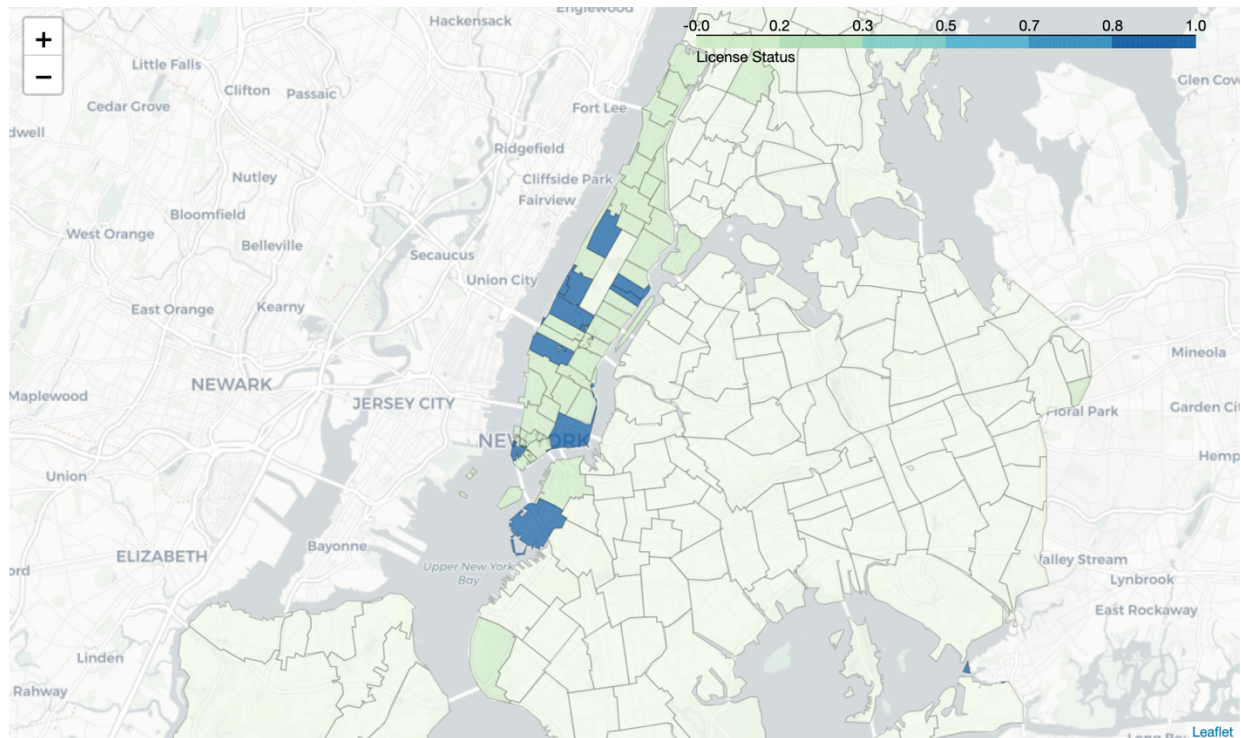 Hackensack
Englewood
-0.0 0.2 0.3 0.5 0.7 0.8 1.0
+
License Status
−
Little Falls
Clifton
Passaic
Glen Cov
Cedar Grove
Fort Lee
dwell
Ridgefield
Nutley
Cliffside Park
Fairview
Bloomfield
West Orange
Belleville
Secaucus
Union City
East Orange
Kearny
Mineola
NEWARK
Maplewood
JERSEY CITY
Floral Park
Garden Cit
NEW YORK
Hemp
Union
Bayonne
ELIZABETH
Upper New York
Bay
Valley Stream
ord
Lynbrook
East Rockaway
Linden
Rahway
Leaflet